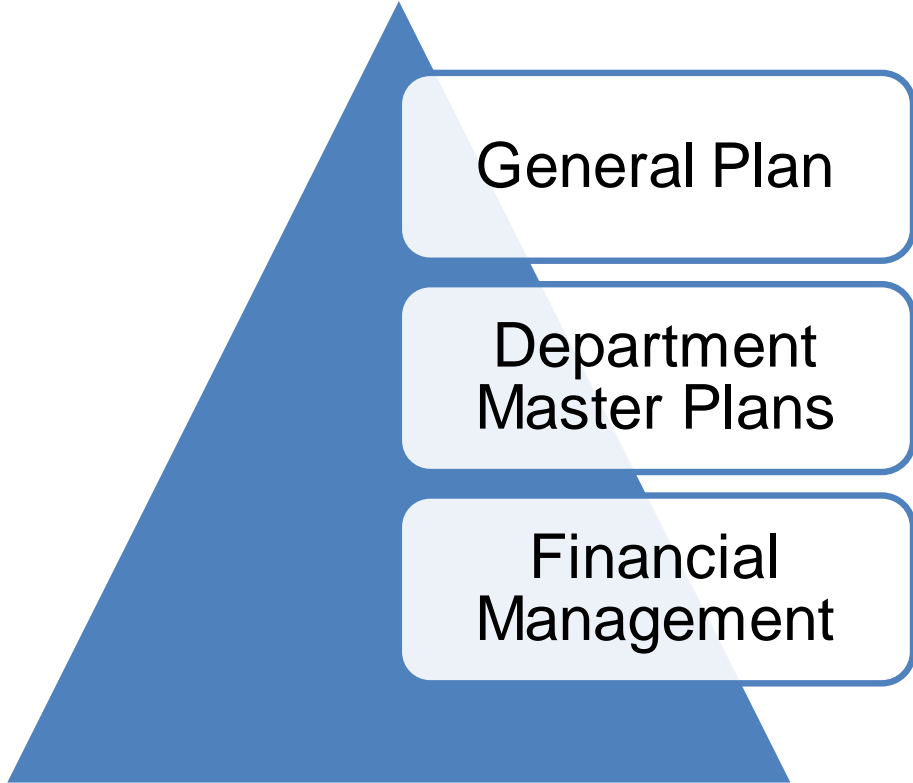 General Plan
Department
Master Plans
Financial
Management